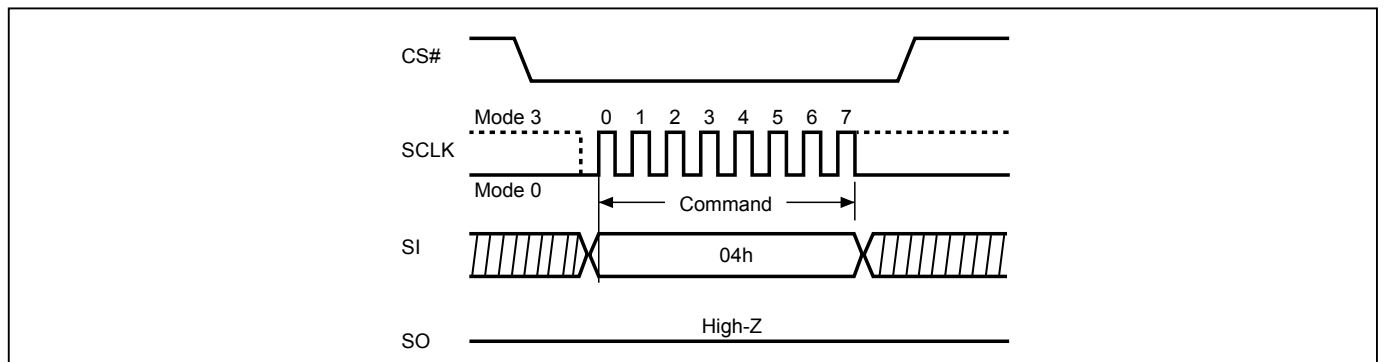 CS#
Mode 3 0 1 2 3 4 5 6 7
SCLK
Mode 0
Command
SI 04h
High-Z
SO